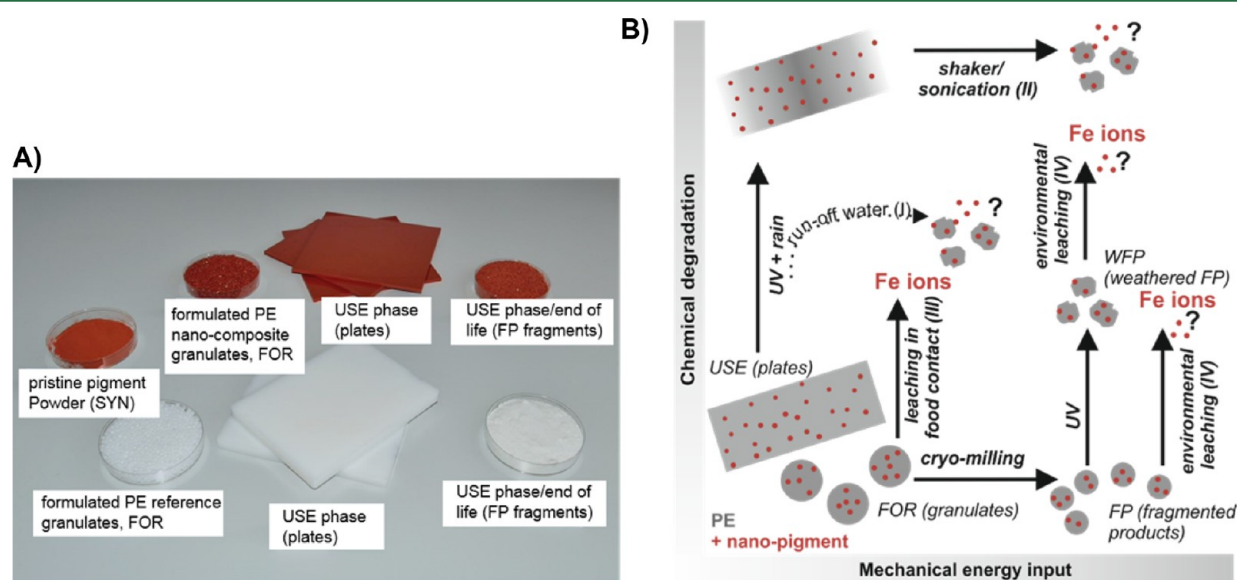 A)
pristine pigment
Powder (SYN)
formulated PE
nano-composite
granulates, FOR
USE phase
(plates)
USE phase/end of
life (FP fragments)
formulated PE reference
granulates, FOR
USE phase
(plates)
USE phase/end of
life (FP fragments)
B)
Chemical degradation
shaker/
sonication (II)
?
UV + rain
.... run-off water (I)
?
Fe ions
leaching in
food contact (III)
Fe ions
?
environmental
leaching (IV)
WFP
(weathered FP)
Fe ions
?
UV
environmental
leaching (IV)
USE (plates)
cryo-milling
FOR (granulates)
FP (fragmented
products)
PE
+ nano-pigment
Mechanical energy input